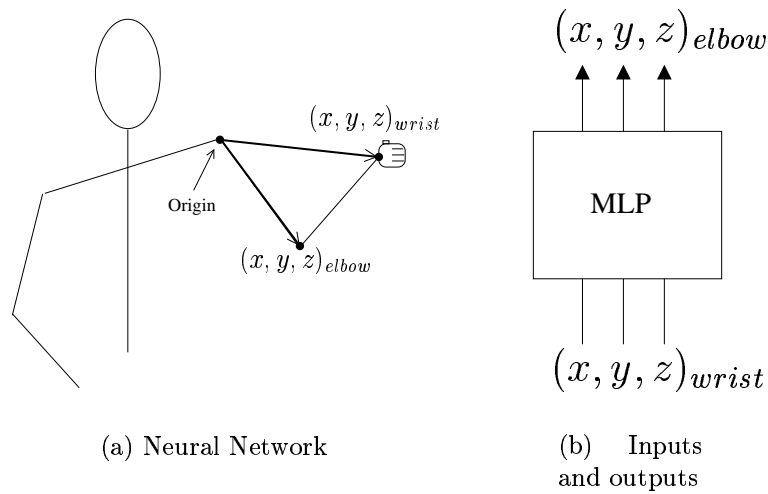 (x, y, z)wrist
Origin
(x, y, z)elbow
(a) Neural Network
(x, y, z)elbow
MLP
(x, y, z)wrist
(b) Inputs
and outputs